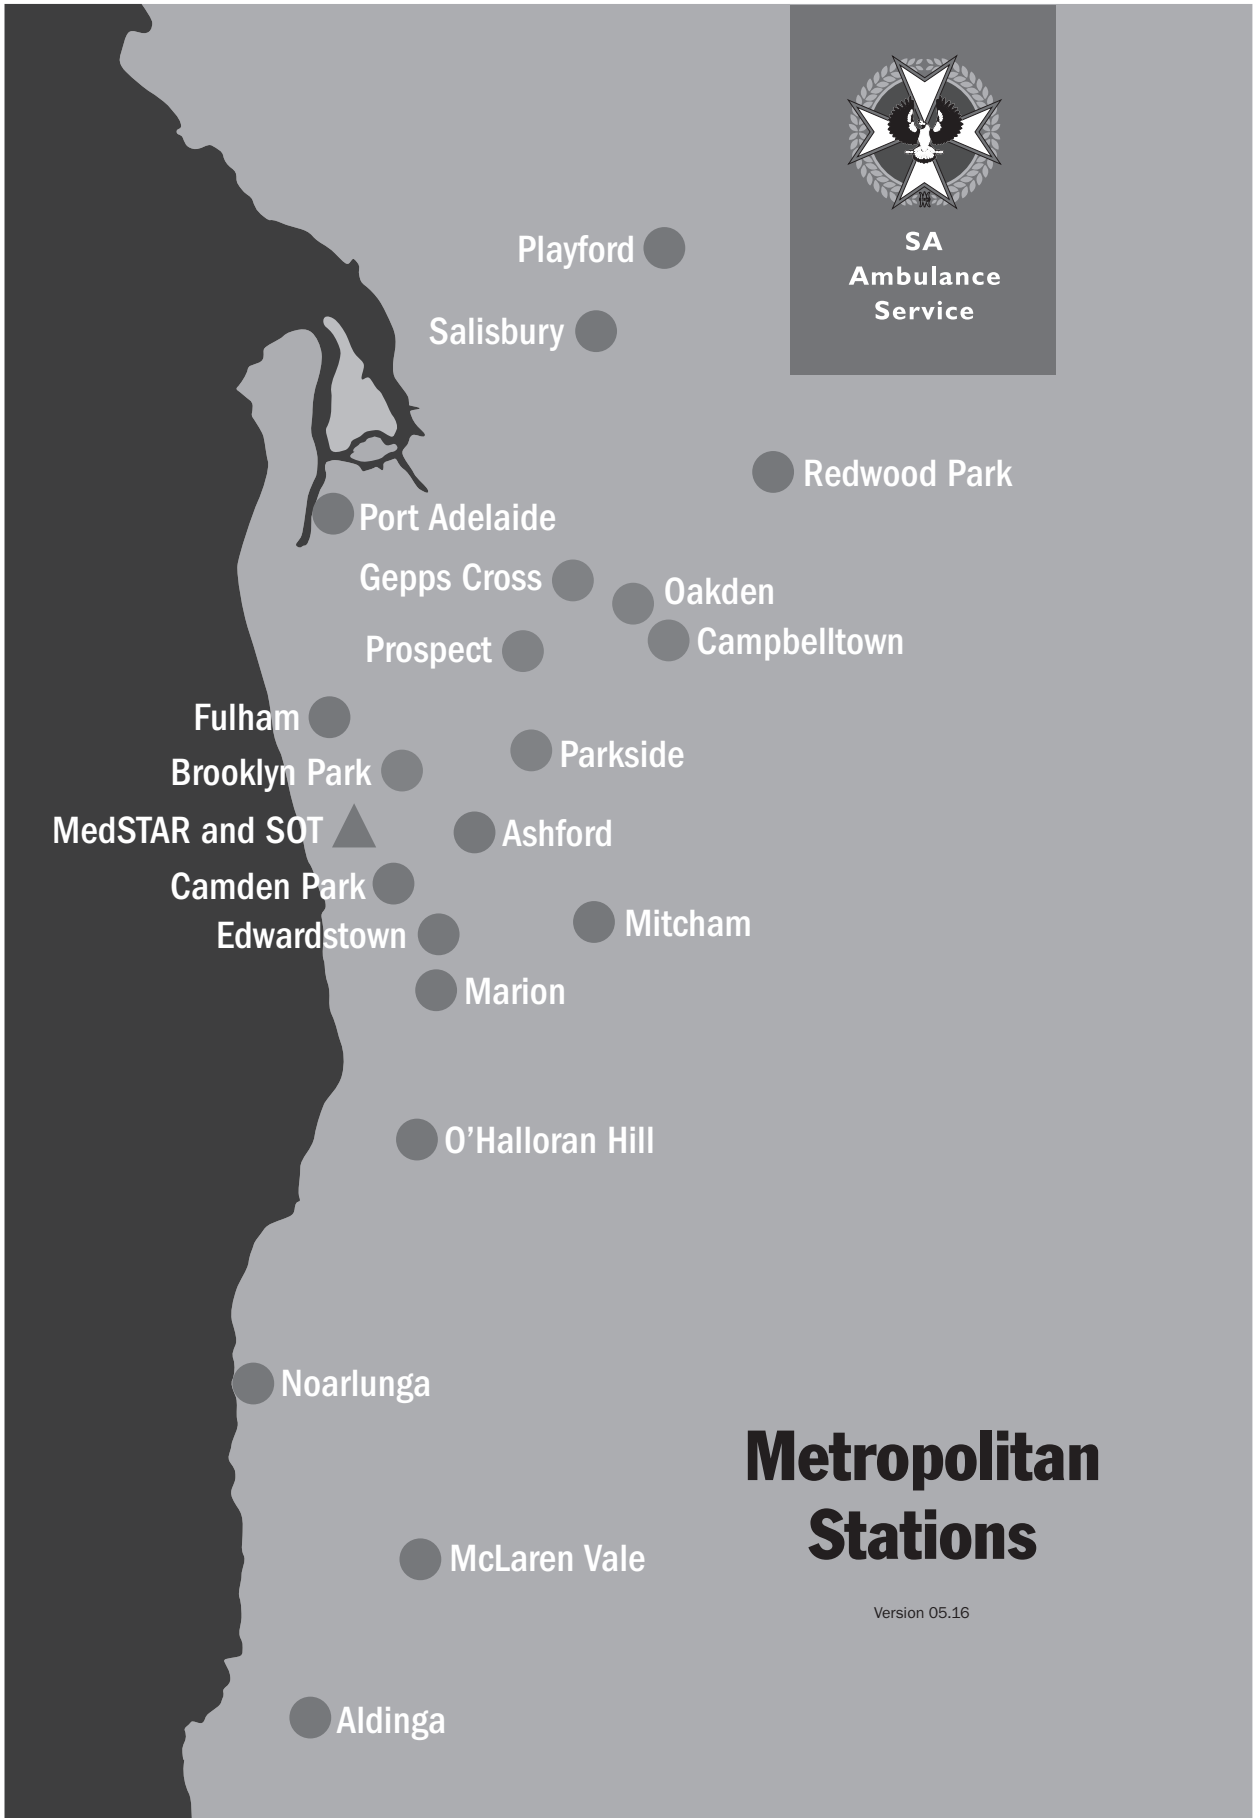 SA
Ambulance
Service
Playford
Salisbury
Redwood Park
Port Adelaide
Gepps Cross
Oakden
Campbelltown
Prospect
Fulham
Parkside
Brooklyn Park
MedSTAR and SOT
Ashford
Camden Park
Mitcham
Edwardstown
Marion
O’Halloran Hill
Noarlunga
Metropolitan
Stations
McLaren Vale
Version 05.16
Aldinga